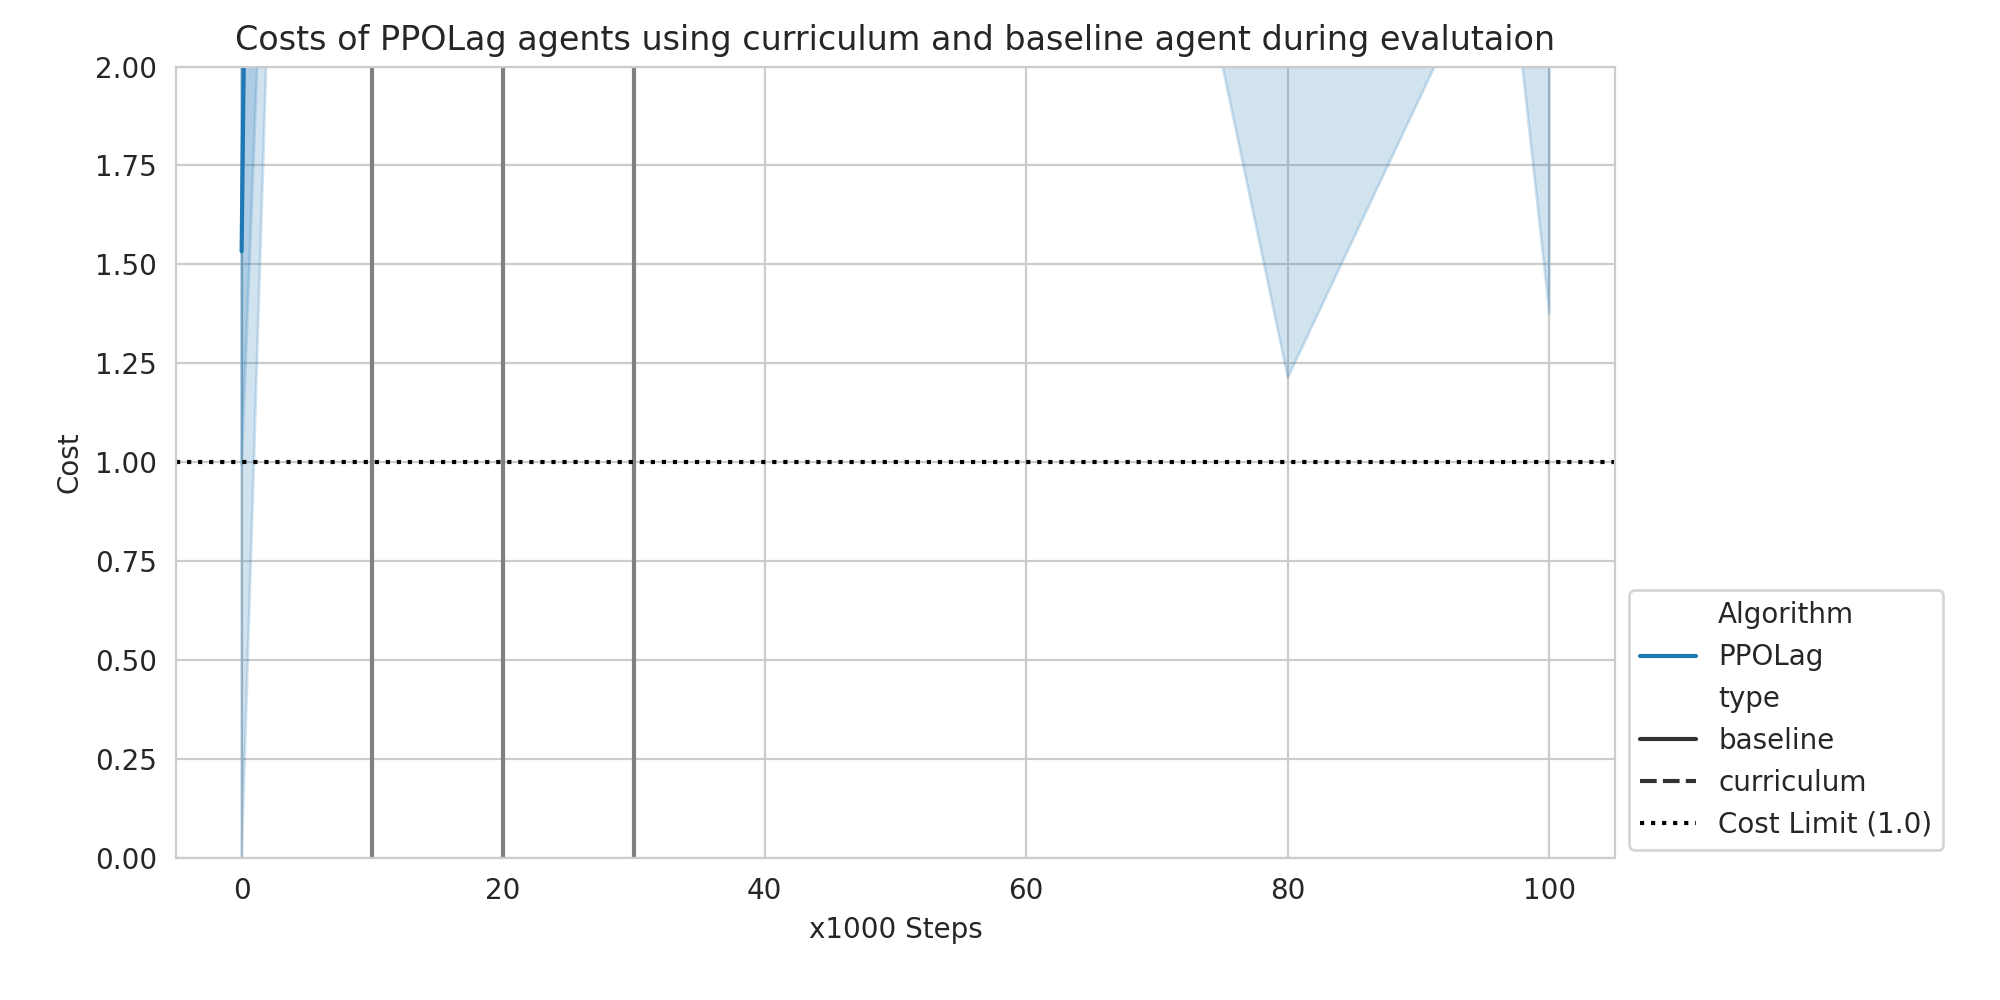 Costs of PPOLag agents using curriculum and baseline agent during evalutaion
2.00
1.75
1.50
1.25
1.00
0.75
0.50
0.25
0.00
Cost
0 20 40 60 80 100
x1000 Steps
Algorithm
PPOLag
type
baseline
curriculum
Cost Limit (1.0)